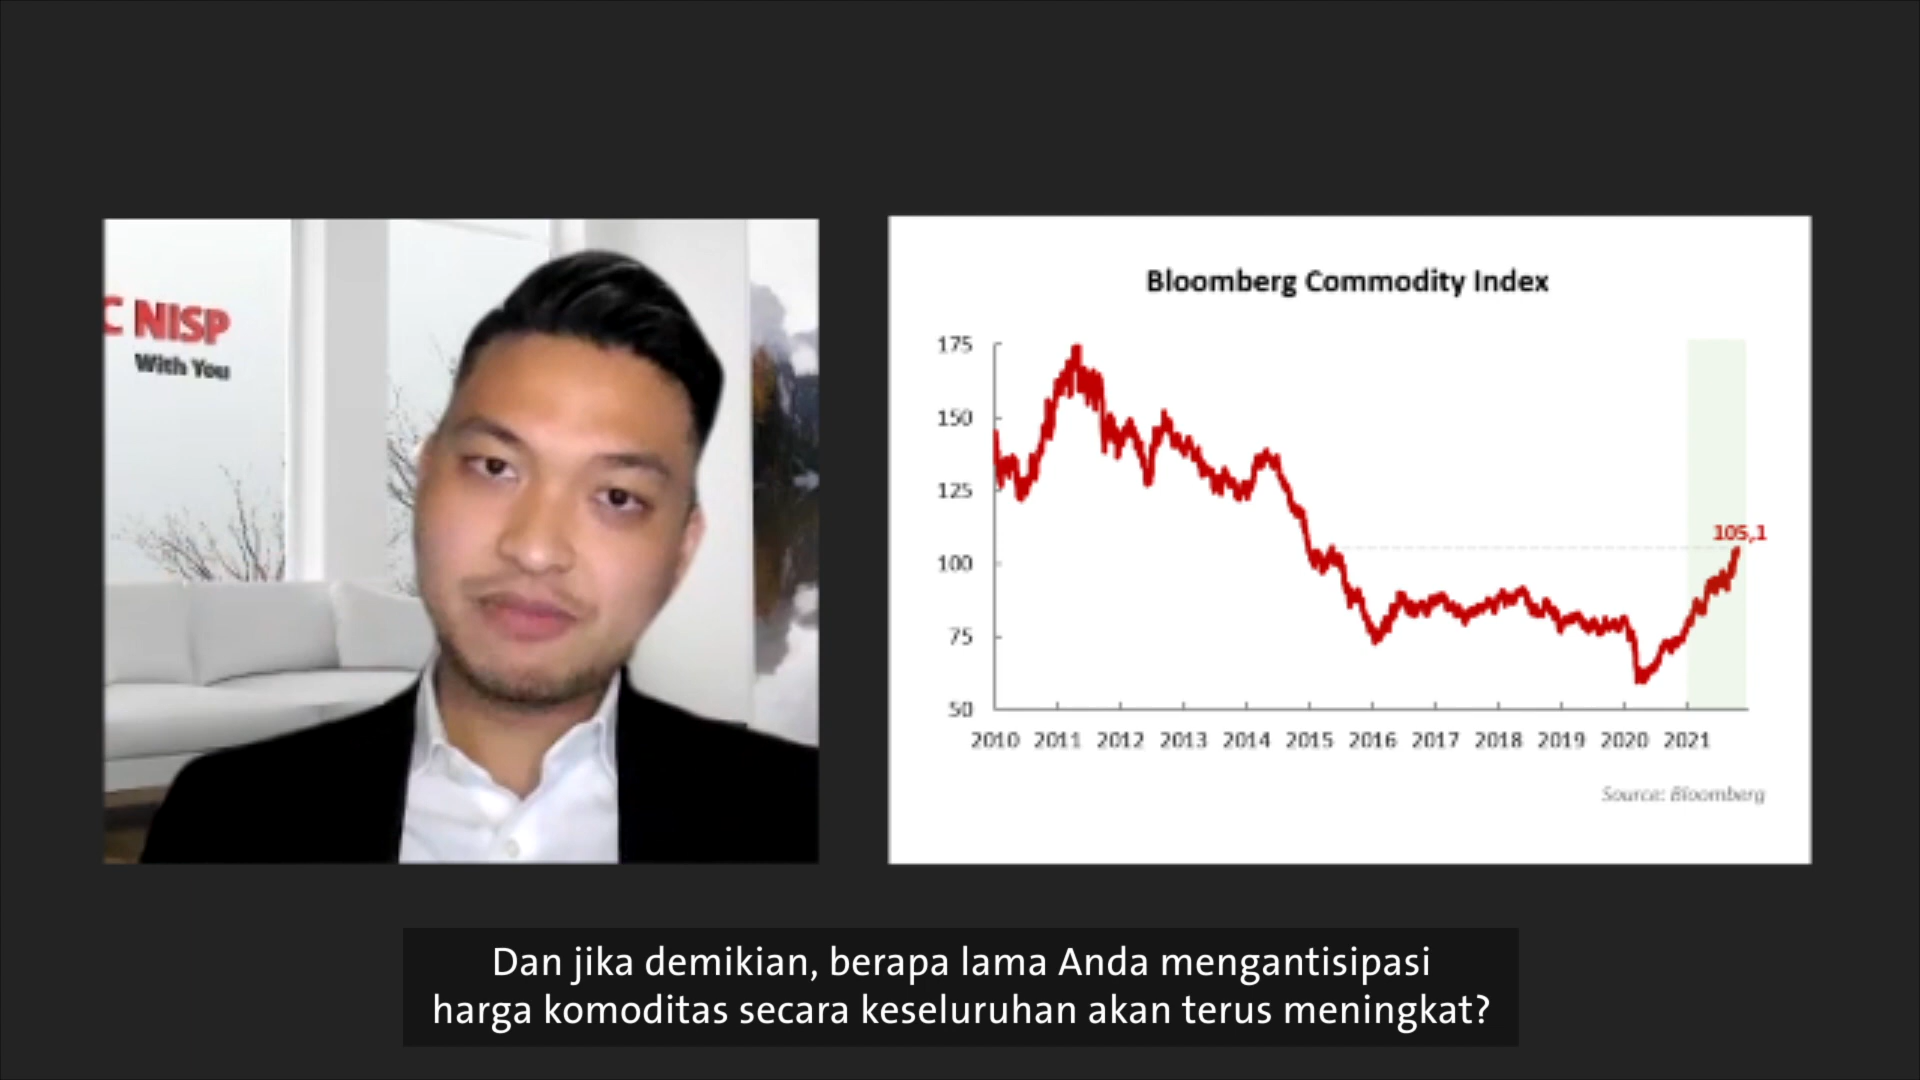 C NISP
With You
Bloomberg Commodity Index
175
150
125
100
75
50
105,1
2010 2011 2012 2013 2014 2015 2016 2017 2018 2019 2020 2021
Source: Bloomberg
Dan jika demikian, berapa lama Anda mengantisipasi
harga komoditas secara keseluruhan akan terus meningkat?